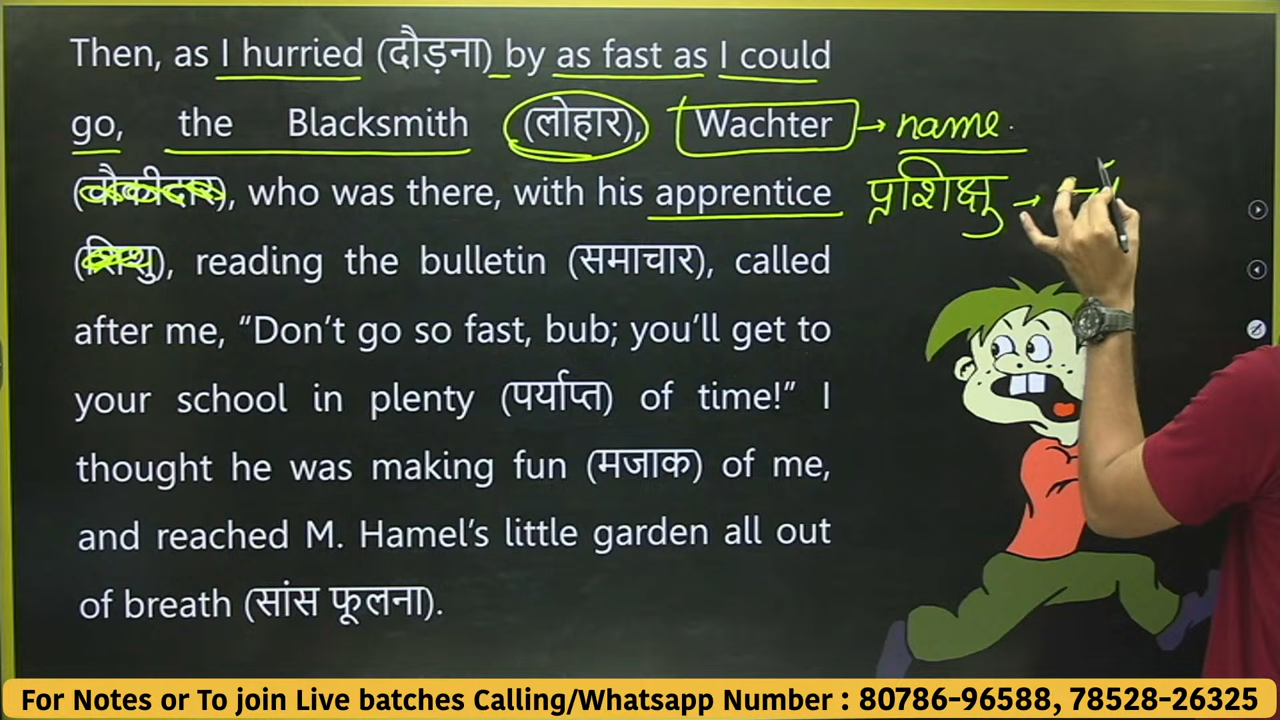 Then, as I hurried (दौड़ना) by as fast as I could
go, the Blacksmith (लोहार), Wachter → name.
(चौकीदार), who was there, with his apprentice प्रशिक्षु →
(शिशु), reading the bulletin (समाचार), called
after me, “Don’t go so fast, bub; you’ll get to
your school in plenty (पर्याप्त) of time!” I
thought he was making fun (मजाक) of me,
and reached M. Hamel’s little garden all out
of breath (सांस फूलना).
For Notes or To join Live batches Calling/Whatsapp Number : 80786-96588, 78528-26325